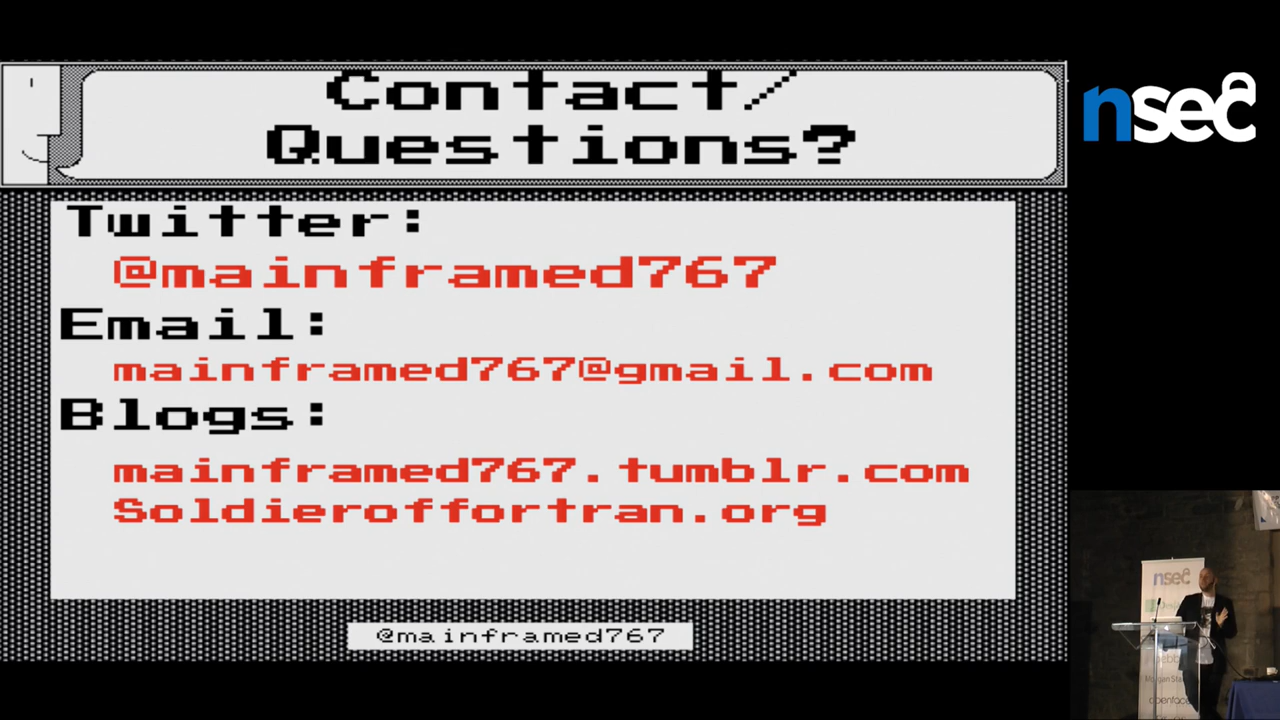 Contact/
Questions?
nsec
Twitter:
@mainframed767
Email:
mainframed767@gmail.com
Blogs:
mainframed767.tumblr.com
Soldieroffortran.org
@mainframed767
nsec